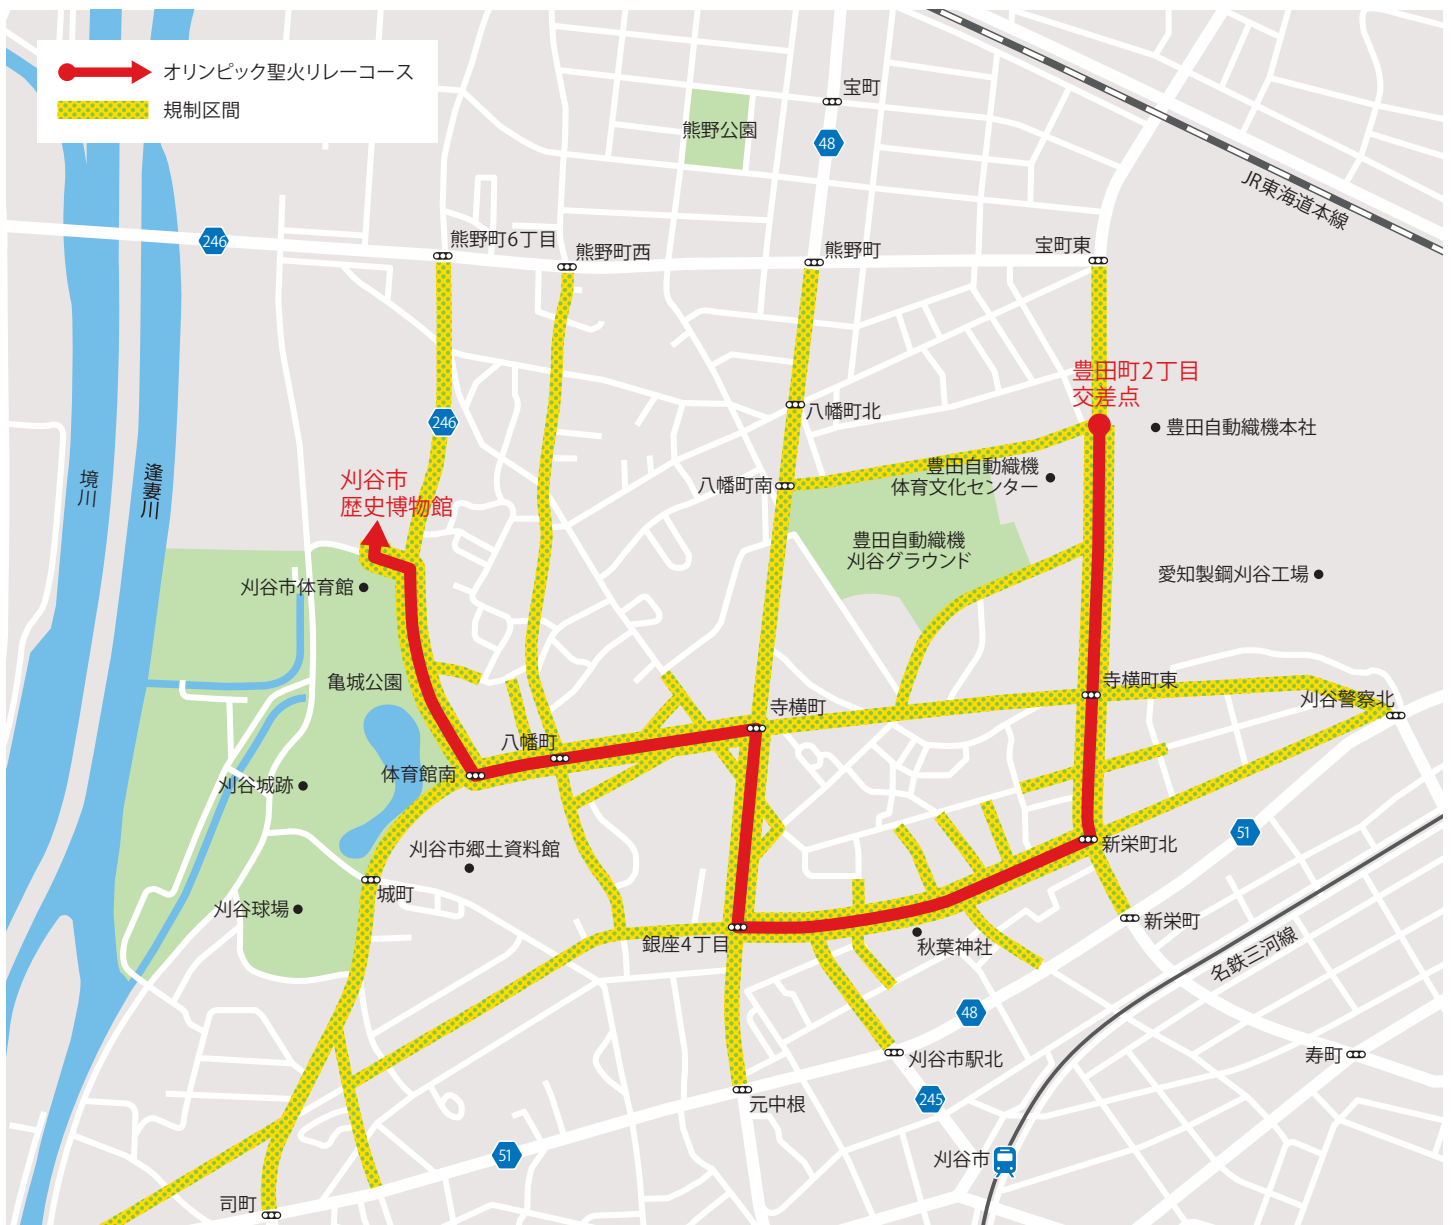 オリンピック聖火リレーコース
規制区間
宝町
熊野公園
48
JR東海道本線
246
熊野町6丁目
熊野町西
熊野町
宝町東
豊田町2丁目
交差点
八幡町北
246
豊田自動織機本社
境川
逢妻川
刈谷市
歴史博物館
八幡町南
豊田自動織機
体育文化センター
豊田自動織機
刈谷グラウンド
愛知製鋼刈谷工場
刈谷市体育館
亀城公園
寺横町東
刈谷警察北
寺横町
八幡町
体育館南
刈谷城跡
刈谷市郷土資料館
新栄町北
51
城町
刈谷球場
銀座4丁目
秋葉神社
新栄町
名鉄三河線
48
刈谷市駅北
寿町
245
元中根
51
刈谷市
司町